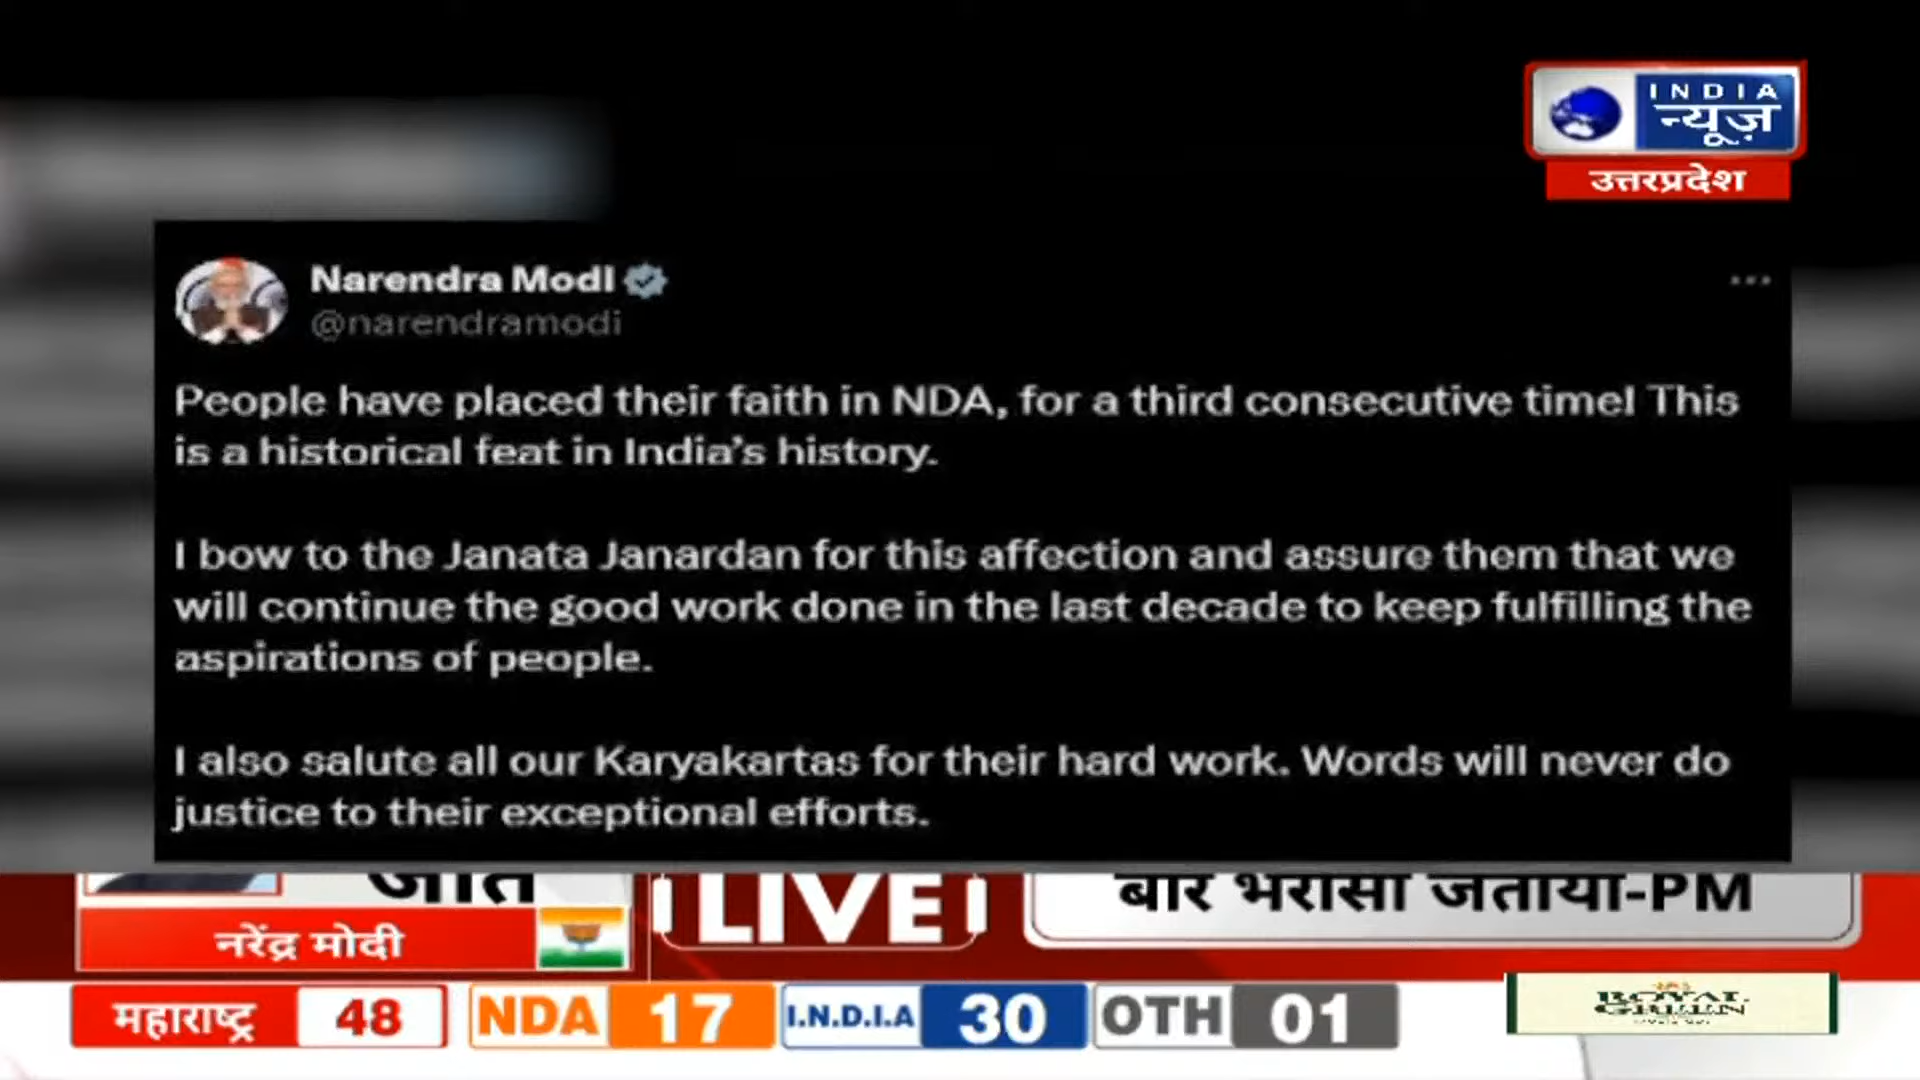 INDIA
न्यूज़
उत्तरप्रदेश
Narendra Modi
@narendramodi
People have placed their faith in NDA, for a third consecutive time! This
is a historical feat in India's history.
I bow to the Janata Janardan for this affection and assure them that we
will continue the good work done in the last decade to keep fulfilling the
aspirations of people.
I also salute all our Karyakartas for their hard work. Words will never do
justice to their exceptional efforts.
जीत
नरेंद्र मोदी
LIVE
बार भरोसा जताया-PM
महाराष्ट्र 48 NDA 17 I.N.D.I.A 30 OTH 01
ROYAL
GREEN